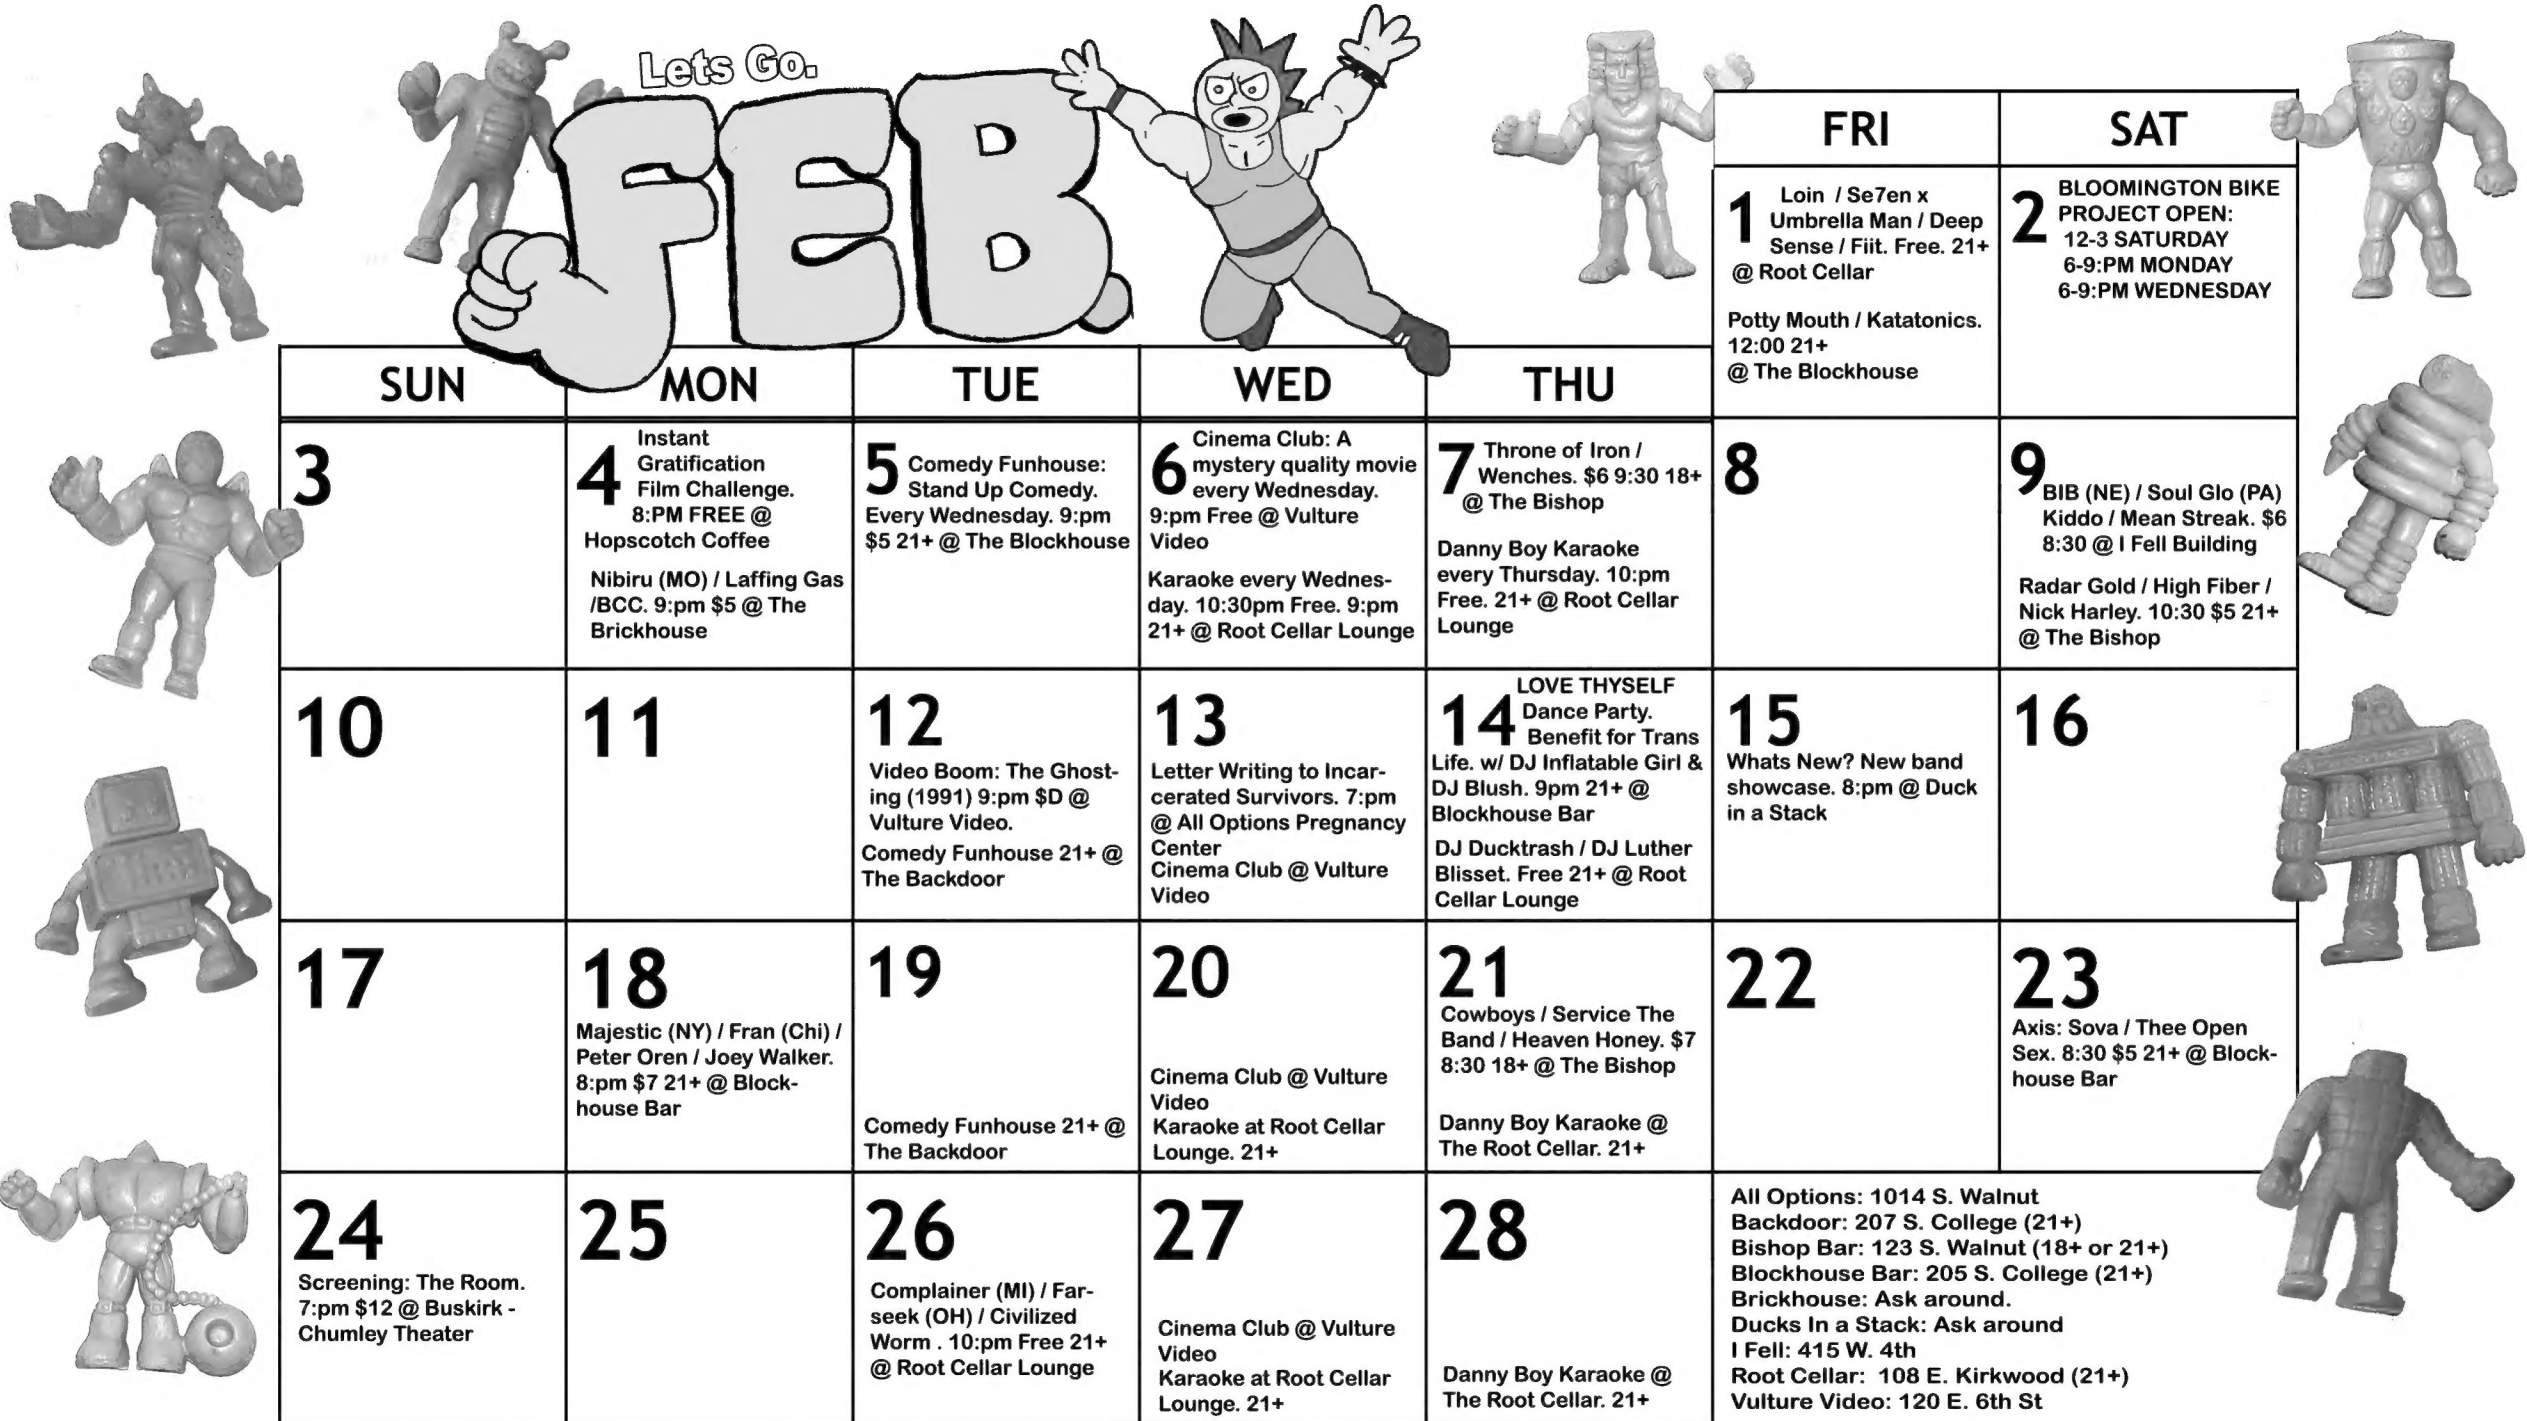 Lets Go.
FEB.
FRI
SAT
1
Loin / Se7en x
Umbrella Man / Deep
Sense / Fiit. Free. 21+
@ Root Cellar
Potty Mouth / Katatonics.
12:00 21+
@ The Blockhouse
2
BLOOMINGTON BIKE
PROJECT OPEN:
12-3 SATURDAY
6-9:PM MONDAY
6-9:PM WEDNESDAY
SUN
MON
TUE
WED
THU
3
4
Instant
Gratification
Film Challenge.
8:PM FREE @
Hopscotch Coffee
Nibiru (MO) / Laffing Gas
/BCC. 9:pm $5 @ The
Brickhouse
5
Comedy Funhouse:
Stand Up Comedy.
Every Wednesday. 9:pm
$5 21+ @ The Blockhouse
6
Cinema Club: A
mystery quality movie
every Wednesday.
9:pm Free @ Vulture
Video
Karaoke every Wednes-
day. 10:30pm Free. 9:pm
21+ @ Root Cellar Lounge
7
Throne of Iron /
Wenches. $6 9:30 18+
@ The Bishop
Danny Boy Karaoke
every Thursday. 10:pm
Free. 21+ @ Root Cellar
Lounge
8
9
BIB (NE) / Soul Glo (PA)
Kiddo / Mean Streak. $6
8:30 @ I Fell Building
Radar Gold / High Fiber /
Nick Harley. 10:30 $5 21+
@ The Bishop
10
11
12
Video Boom: The Ghost-
ing (1991) 9:pm $D @
Vulture Video.
Comedy Funhouse 21+ @
The Backdoor
13
Letter Writing to Incar-
cerated Survivors. 7:pm
@ All Options Pregnancy
Center
Cinema Club @ Vulture
Video
14
LOVE THYSELF
Dance Party.
Benefit for Trans
Life. w/ DJ Inflatable Girl &
DJ Blush. 9pm 21+ @
Blockhouse Bar
DJ Ducktrash / DJ Luther
Blisset. Free 21+ @ Root
Cellar Lounge
15
Whats New? New band
showcase. 8:pm @ Duck
in a Stack
16
17
18
Majestic (NY) / Fran (Chi) /
Peter Oren / Joey Walker.
8:pm $7 21+ @ Block-
house Bar
19
Comedy Funhouse 21+ @
The Backdoor
20
Cinema Club @ Vulture
Video
Karaoke at Root Cellar
Lounge. 21+
21
Cowboys / Service The
Band / Heaven Honey. $7
8:30 18+ @ The Bishop
Danny Boy Karaoke @
The Root Cellar. 21+
22
23
Axis: Sova / Thee Open
Sex. 8:30 $5 21+ @ Block-
house Bar
24
Screening: The Room.
7:pm $12 @ Buskirk -
Chumley Theater
25
26
Complainer (MI) / Far-
seek (OH) / Civilized
Worm . 10:pm Free 21+
@ Root Cellar Lounge
27
Cinema Club @ Vulture
Video
Karaoke at Root Cellar
Lounge. 21+
28
Danny Boy Karaoke @
The Root Cellar. 21+
All Options: 1014 S. Walnut
Backdoor: 207 S. College (21+)
Bishop Bar: 123 S. Walnut (18+ or 21+)
Blockhouse Bar: 205 S. College (21+)
Brickhouse: Ask around.
Ducks In a Stack: Ask around
I Fell: 415 W. 4th
Root Cellar: 108 E. Kirkwood (21+)
Vulture Video: 120 E. 6th St